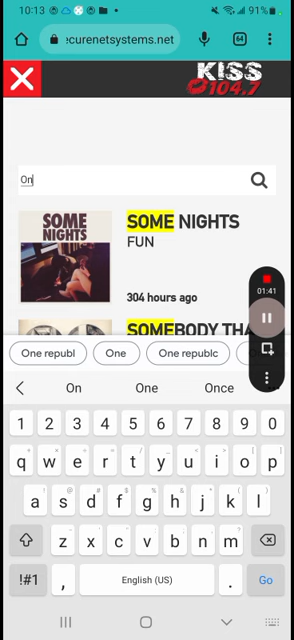 10:13
91%
ecurenetsystems.net
64
KISS
104.7
On
SOME
NIGHTS
SOME NIGHTS
FUN
304 hours ago
SOMEBODY THA
01:41
One republ
One
One republc
On
One
Once
1 2 3 4 5 6 7 8 9 0
q w e r t y u i o p
a s d f g h j k l
z x c v b n m
!#1 , English (US) . Go